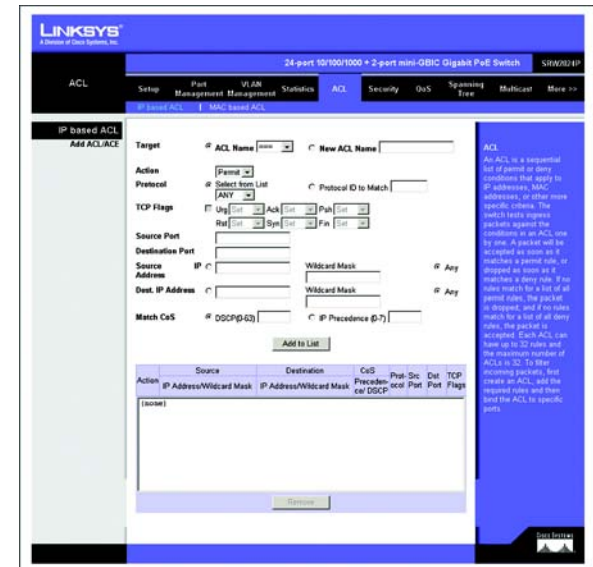 LINKSYS®
A Division of Cisco Systems, Inc.
24-port 10/100/1000 + 2-port mini-GBIC Gigabit PoE Switch SRW2024P
ACL
Setup Port Management VLAN Management Statistics ACL Security QoS Spanning Tree Multicast More >>
IP based ACL | MAC based ACL
IP based ACL
Add ACL/ACE
Target ACL Name === New ACL Name
Action Permit
Protocol Select from List Protocal ID to Match
ANY
TCP Flags Urg Set Ack Set Psh Set
Rst Set Syn Set Fin Set
Source Port
Destination Port
Source IP Address Wildcard Mask Any
Dest. IP Address Wildcard Mask Any
Match CoS DSCP(0-63) IP Precedence (0-7)
Add to List
Action Source Destination CoS Preceden-ce/ DSCP Prot-ocol Src Port Dst Port TCP Flags
IP Address/Wildcard Mask IP Address/Wildcard Mask
(none)
Remove
ACL
An ACL is a sequential
list of permit or deny
conditions that apply to
IP addresses, MAC
addresses, or other more
specific criteria. The
switch tests ingress
packets against the
conditions in an ACL one
by one. A packet will be
accepted as soon as it
matches a permit rule, or
dropped as soon as it
matches a deny rule. If no
rules match for a list of all
permit rules, the packet
is dropped; and if no rules
match for a list of all deny
rules, the packet is
accepted. Each ACL can
have up to 32 rules and
the maximum number of
ACLs is 32. To filter
incoming packets, first
create an ACL, add the
required rules and then
bind the ACL to specific
ports.
CISCO SYSTEMS